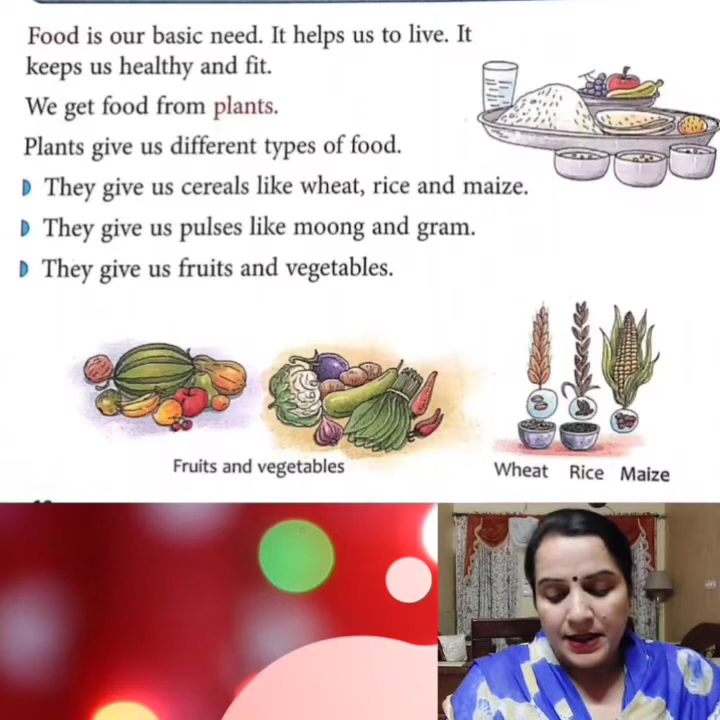 Food is our basic need. It helps us to live. It
keeps us healthy and fit.
We get food from plants.
Plants give us different types of food.
They give us cereals like wheat, rice and maize.
They give us pulses like moong and gram.
They give us fruits and vegetables.
Fruits and vegetables
Wheat Rice Maize